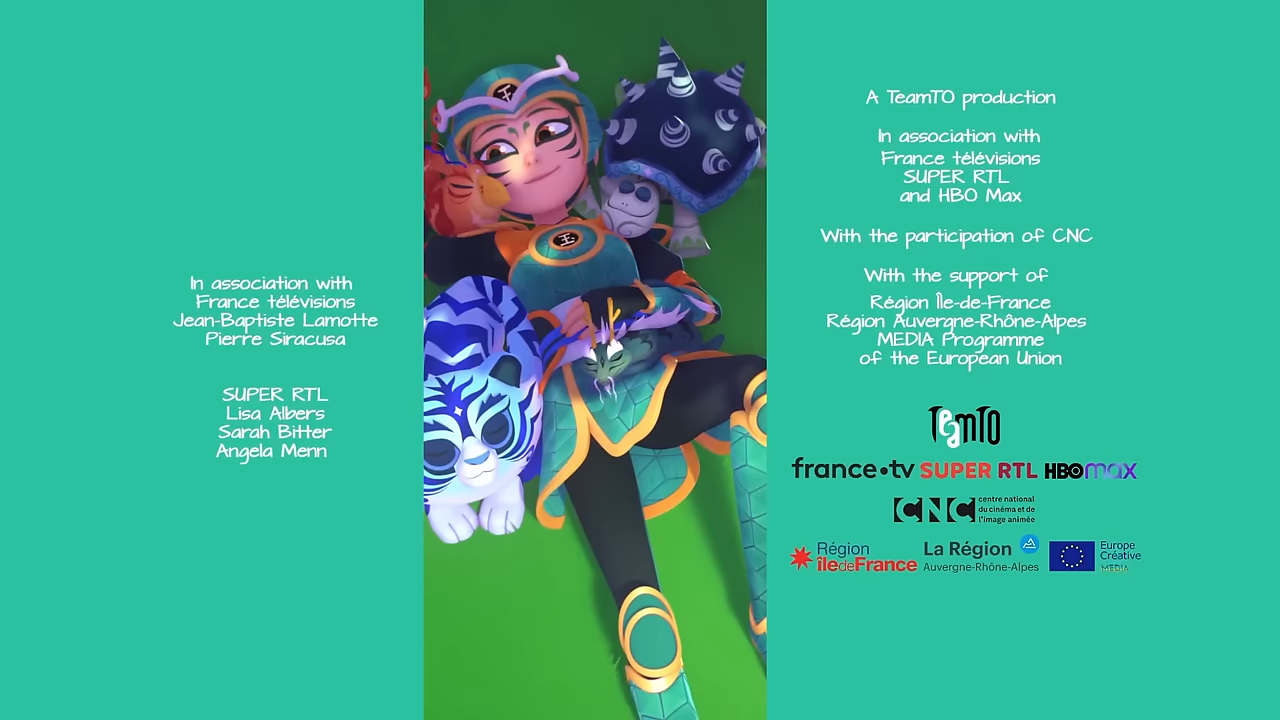 In association with
France télévisions
Jean-Baptiste Lamotte
Pierre Siracusa
SUPER RTL
Lisa Albers
Sarah Bitter
Angela Menn
A TeamTO production
In association with
France télévisions
SUPER RTL
and HBO Max
With the participation of CNC
With the support of
Région Île-de-France
Région Auvergne-Rhône-Alpes
MEDIA Programme
of the European Union
TeamTO
france•tv SUPER RTL HBO max
CNC centre national
du cinéma et de
l'image animée
Région
îledeFrance
La Région
Auvergne-Rhône-Alpes
Europe
Créative
MEDIA